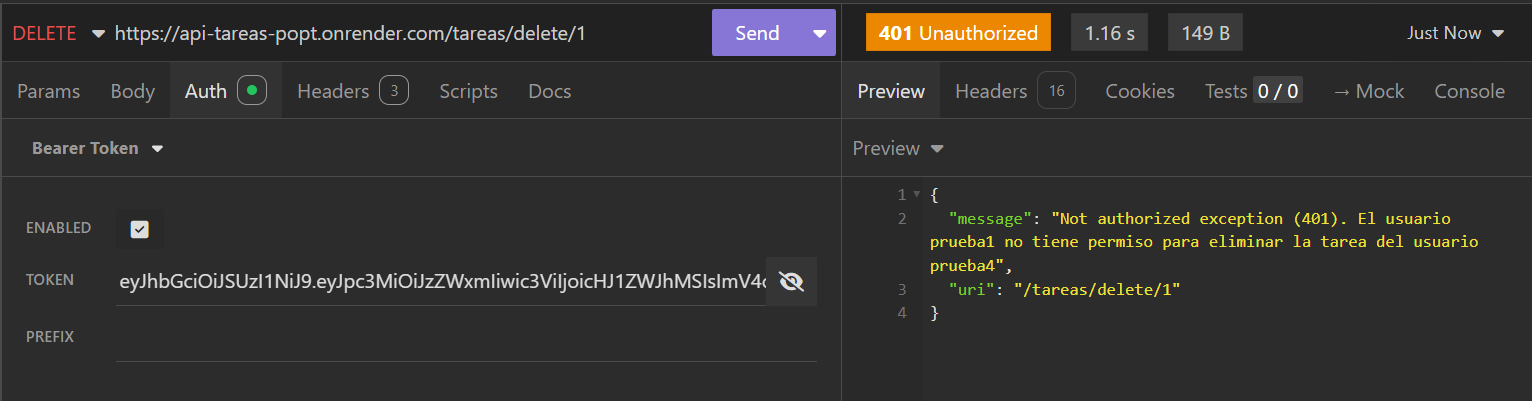 DELETE https://api-tareas-popt.onrender.com/tareas/delete/1 Send
401 Unauthorized 1.16 s 149 B Just Now
Params Body Auth Headers 3 Scripts Docs
Preview Headers 16 Cookies Tests 0 / 0 → Mock Console
Bearer Token
Preview
ENABLED
TOKEN eyJhbGciOiJSUzI1NiJ9.eyJpc3MiOiJzZWxmIiwic3ViIjoicHJ1ZWJhMSIsImV4c
PREFIX
1 {
2 "message": "Not authorized exception (401). El usuario
prueba1 no tiene permiso para eliminar la tarea del usuario
prueba4",
3 "uri": "/tareas/delete/1"
4 }